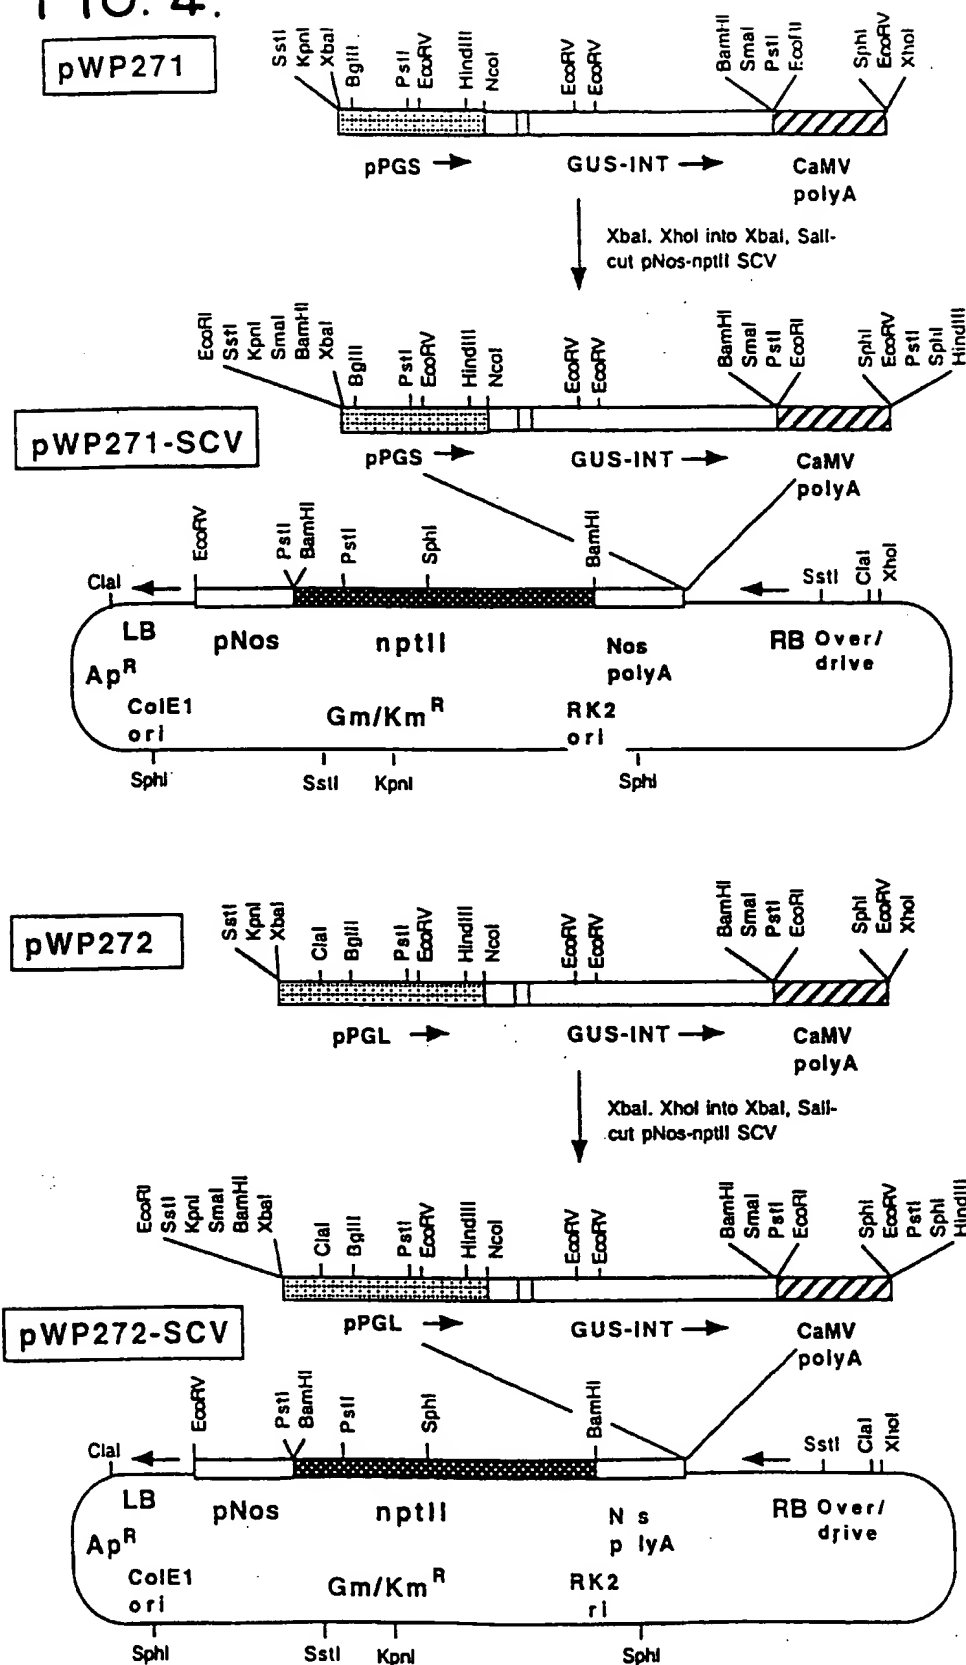 FIG. 4.
pWP271
SstI
KpnI
XbaI
BglII
PstI
EcoRV
HindIII
NcoI
EcoRV
EcoRV
BamHI
SmaI
PstI
EcoRI
SphI
EcoRV
XhoI
pPGS
GUS-INT
CaMV
polyA
XbaI. XhoI into XbaI, SalI-
cut pNos-nptII SCV
EcoRI
SstI
KpnI
SmaI
BamHI
XbaI
BglII
PstI
EcoRV
HindIII
NcoI
EcoRV
EcoRV
BamHI
SmaI
PstI
EcoRI
SphI
EcoRV
PstI
SphI
HindIII
pWP271-SCV
pPGS
GUS-INT
CaMV
polyA
ClaI
EcoRV
PstI
BamHI
PstI
SphI
BamHI
SstI
ClaI
XhoI
LB
pNos
nptII
Nos
polyA
RB Over/
drive
ApR
ColE1
ori
Gm/KmR
RK2
ori
SphI
SstI
KpnI
SphI
pWP272
SstI
KpnI
XbaI
ClaI
BglII
PstI
EcoRV
HindIII
NcoI
EcoRV
EcoRV
BamHI
SmaI
PstI
EcoRI
SphI
EcoRV
XhoI
pPGL
GUS-INT
CaMV
polyA
XbaI. XhoI into XbaI, SalI-
cut pNos-nptII SCV
EcoRI
SstI
KpnI
SmaI
BamHI
XbaI
ClaI
BglII
PstI
EcoRV
HindIII
NcoI
EcoRV
EcoRV
BamHI
SmaI
PstI
EcoRI
SphI
EcoRV
PstI
SphI
HindIII
pWP272-SCV
pPGL
GUS-INT
CaMV
polyA
ClaI
EcoRV
PstI
BamHI
PstI
SphI
BamHI
SstI
ClaI
XhoI
LB
pNos
nptII
N s
p lyA
RB Over/
drive
ApR
ColE1
ori
Gm/KmR
RK2
ri
SphI
SstI
KpnI
SphI